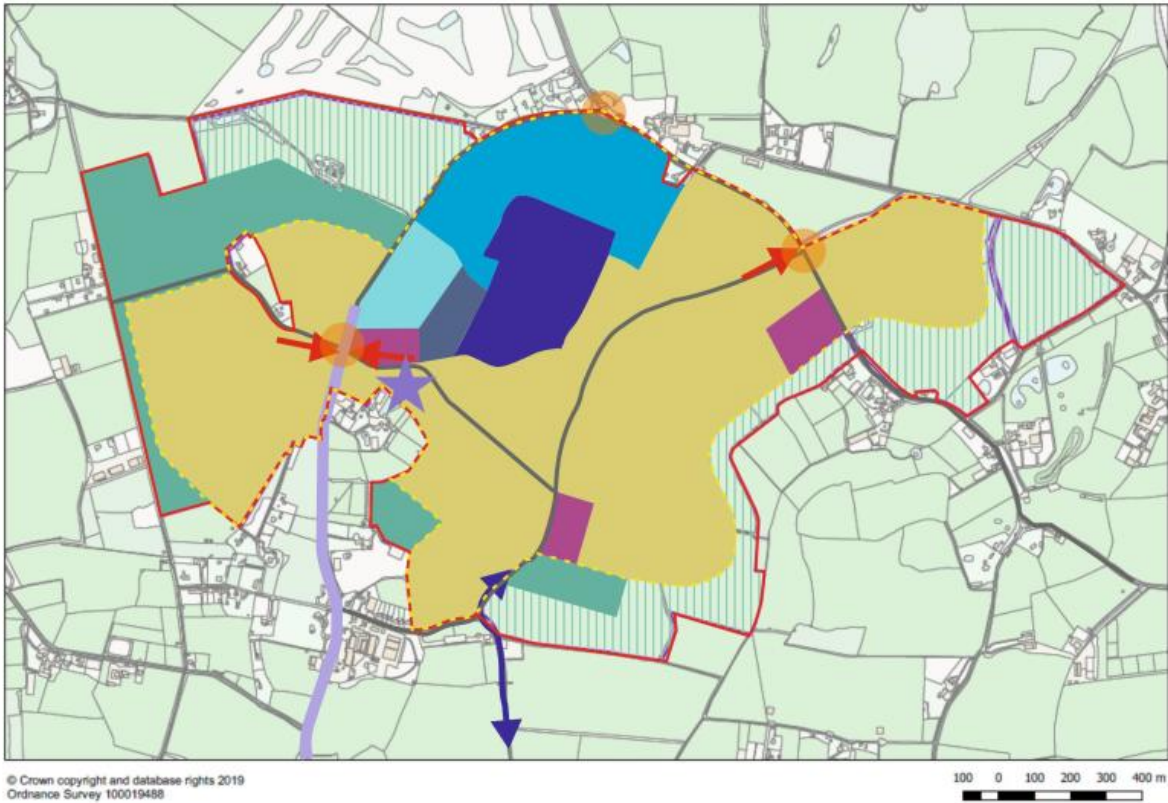 © Crown copyright and database rights 2019
Ordnance Survey 100019488
100 0 100 200 300 400 m